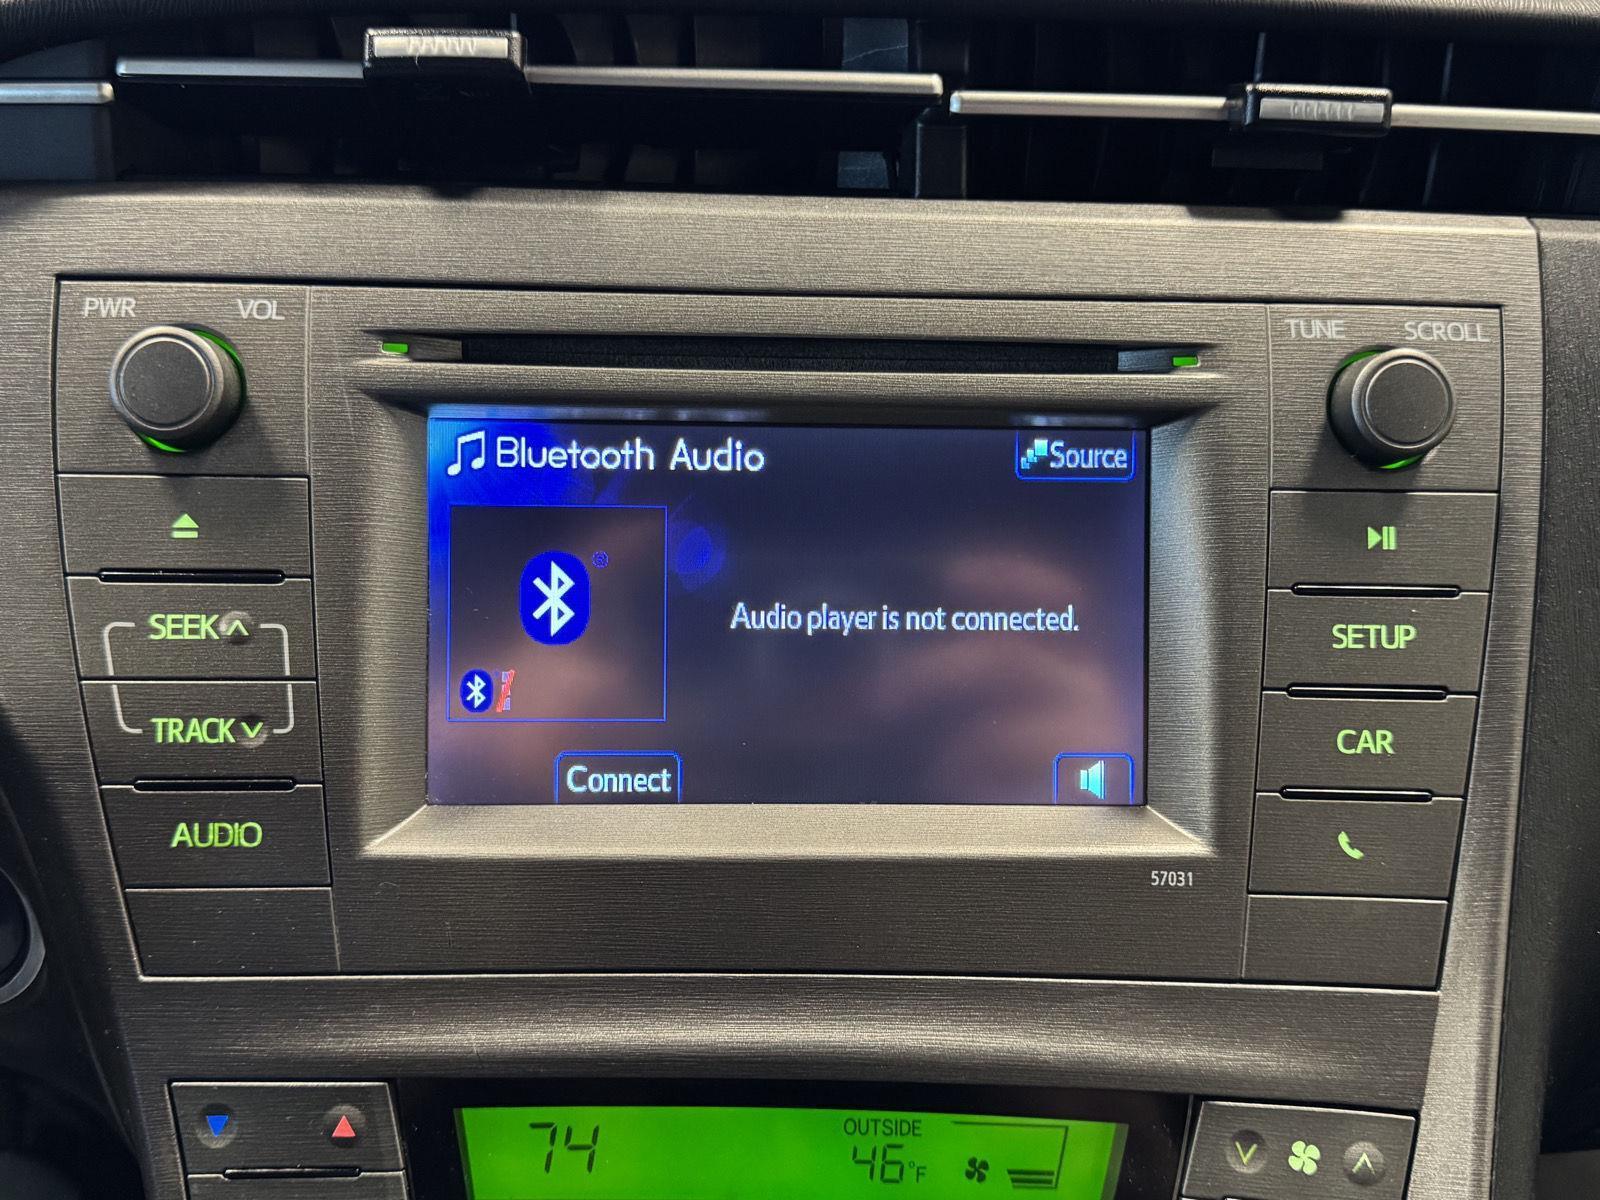 PWR VOL
TUNE SCROLL
Bluetooth Audio
Source
SEEK
TRACK
AUDIO
Audio player is not connected.
Connect
SETUP
CAR
57031
74
OUTSIDE
46°F